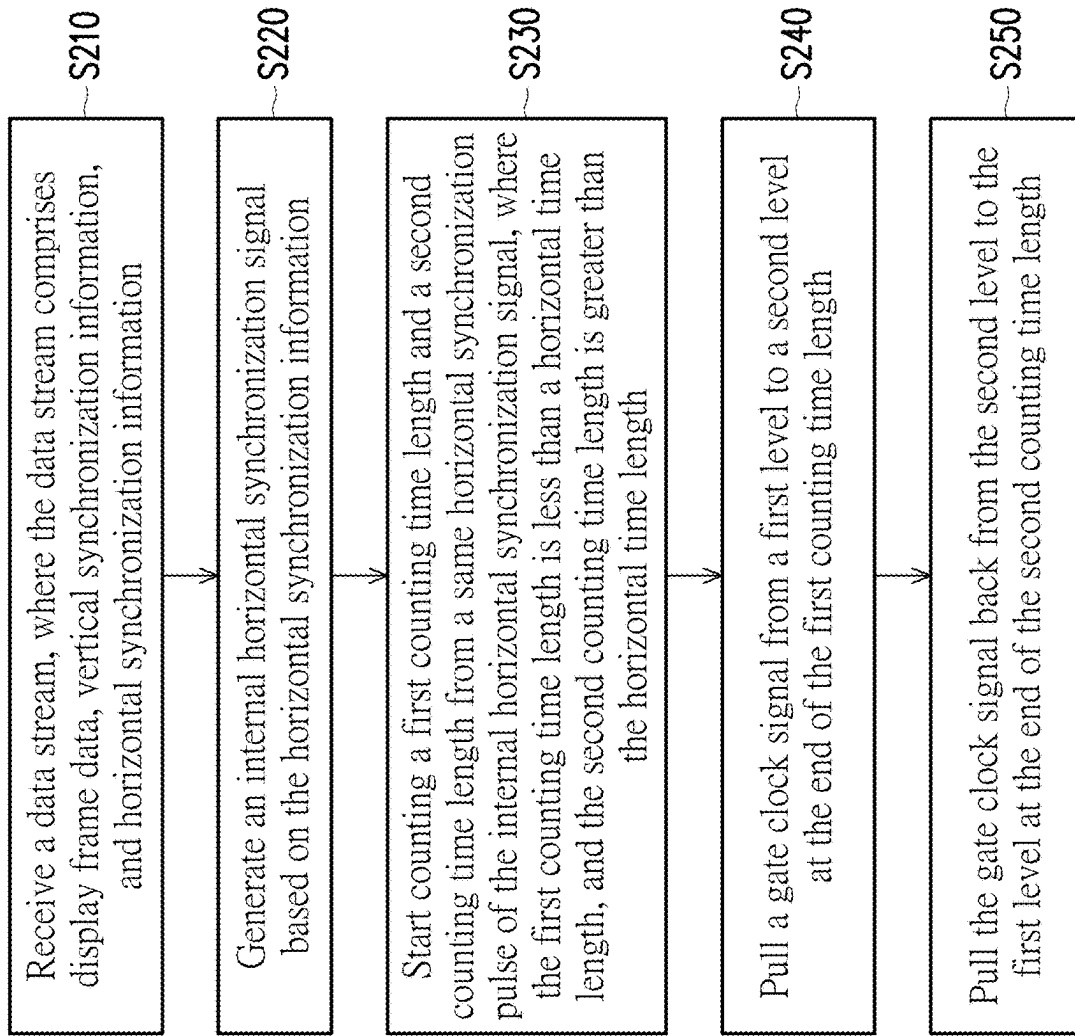 Receive a data stream, where the data stream comprises
display frame data, vertical synchronization information,
and horizontal synchronization information
S210
Generate an internal horizontal synchronization signal
based on the horizontal synchronization information
S220
Start counting a first counting time length and a second
counting time length from a same horizontal synchronization
pulse of the internal horizontal synchronization signal, where
the first counting time length is less than a horizontal time
length, and the second counting time length is greater than
the horizontal time length
S230
Pull a gate clock signal from a first level to a second level
at the end of the first counting time length
S240
Pull the gate clock signal back from the second level to the
first level at the end of the second counting time length
S250